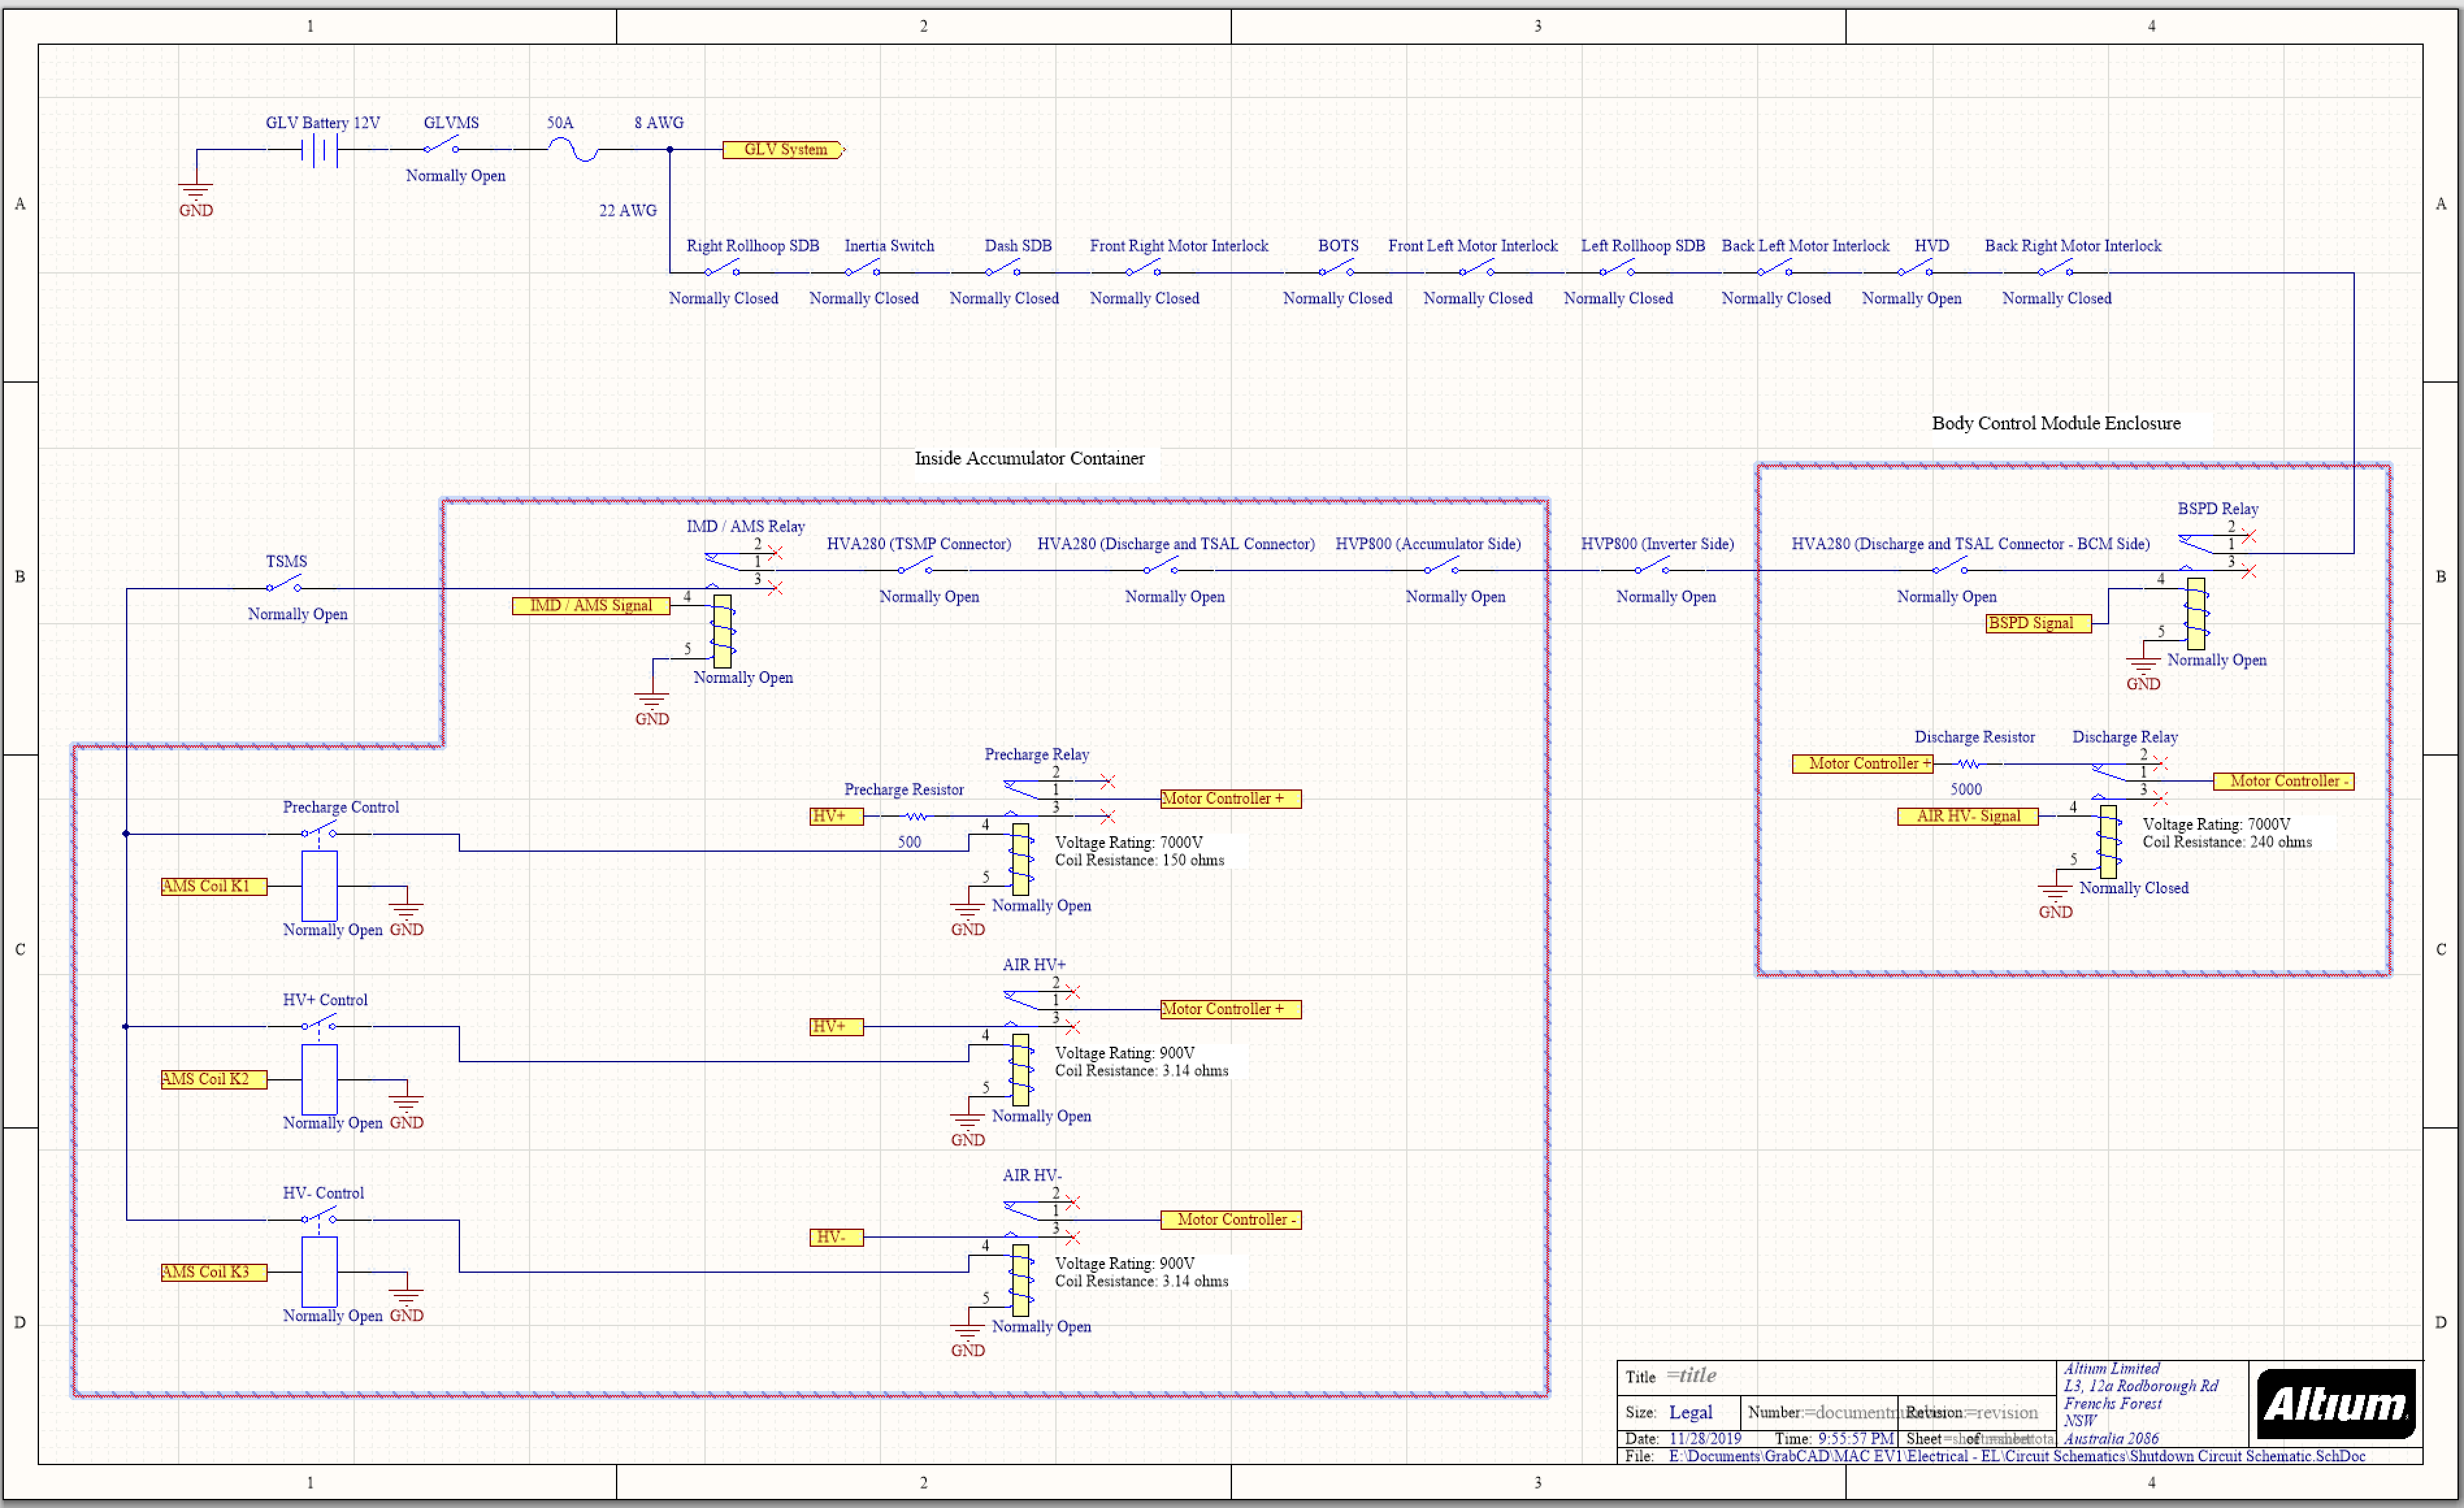 1 2 3 4
GLV Battery 12V GLVMS 50A 8 AWG
GLV System
Normally Open
A GND 22 AWG A
Right Rollhoop SDB Inertia Switch Dash SDB Front Right Motor Interlock BOTS Front Left Motor Interlock Left Rollhoop SDB Back Left Motor Interlock HVD Back Right Motor Interlock
Normally Closed Normally Closed Normally Closed Normally Closed Normally Closed Normally Closed Normally Closed Normally Closed Normally Open Normally Closed
Body Control Module Enclosure
Inside Accumulator Container
BSPD Relay
2
1
3
4
BSPD Signal
5
Normally Open
GND
IMD / AMS Relay
2
1
3
IMD / AMS Signal 4
5
Normally Open
GND
HVA280 (TSMP Connector) HVA280 (Discharge and TSAL Connector) HVP800 (Accumulator Side) HVP800 (Inverter Side) HVA280 (Discharge and TSAL Connector - BCM Side)
Normally Open Normally Open Normally Open Normally Open Normally Open
TSMS
B B
Normally Open
Discharge Resistor Discharge Relay
Motor Controller + 2
1 Motor Controller -
5000 3
AIR HV- Signal 4
Voltage Rating: 7000V
Coil Resistance: 240 ohms
5
Normally Closed
GND
Precharge Relay
2
Precharge Resistor 1 Motor Controller +
HV+ 3
500 4
Voltage Rating: 7000V
Coil Resistance: 150 ohms
5
Normally Open
GND
Precharge Control
AMS Coil K1
Normally Open GND
C C
AIR HV+
2
1 Motor Controller +
HV+ 3
4
Voltage Rating: 900V
Coil Resistance: 3.14 ohms
5
Normally Open
GND
HV+ Control
AMS Coil K2
Normally Open GND
AIR HV-
2
1 Motor Controller -
HV- 3
4
Voltage Rating: 900V
Coil Resistance: 3.14 ohms
5
Normally Open
GND
HV- Control
AMS Coil K3
Normally Open GND
D D
Title =title
Size: Legal Number: Revision:=revision
Date: 11/28/2019 Time: 9:55:57 PM Sheet of
File: E:\Documents\GrabCAD\MAC EV1\Electrical - EL\Circuit Schematics\Shutdown Circuit Schematic.SchDoc
Altium Limited
L3, 12a Rodborough Rd
Frenchs Forest
NSW
Australia 2086
Altium
1 2 3 4